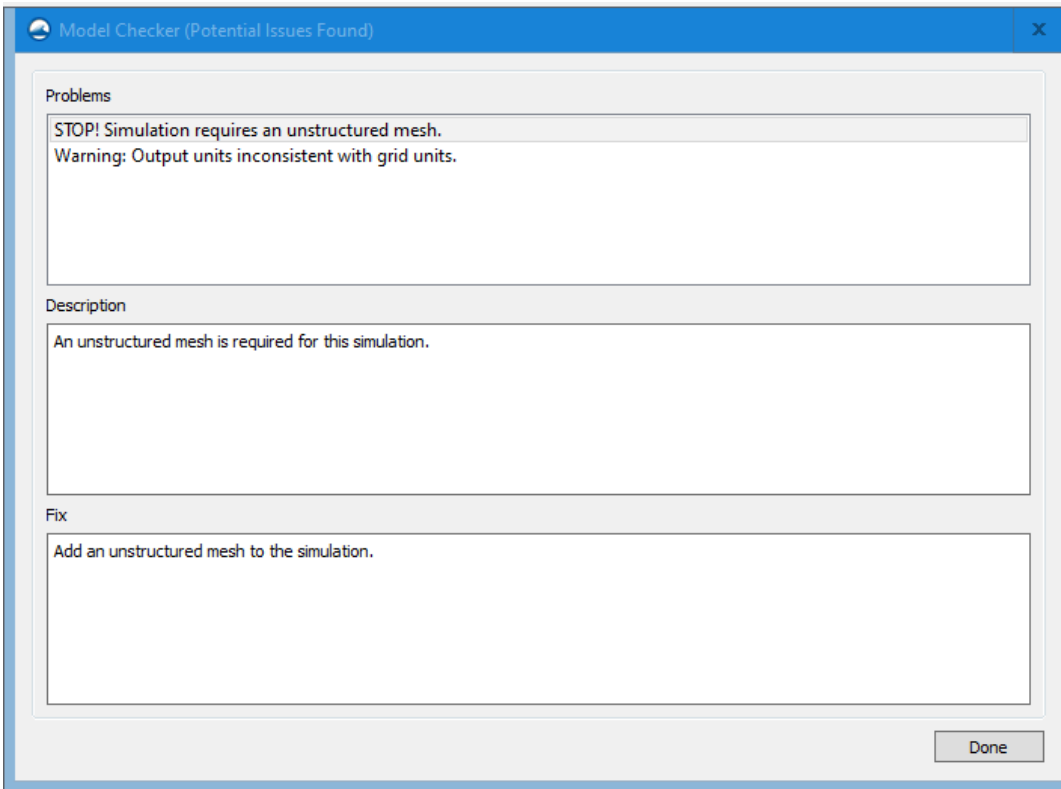 Model Checker (Potential Issues Found)
x
Problems
STOP! Simulation requires an unstructured mesh.
Warning: Output units inconsistent with grid units.
Description
An unstructured mesh is required for this simulation.
Fix
Add an unstructured mesh to the simulation.
Done